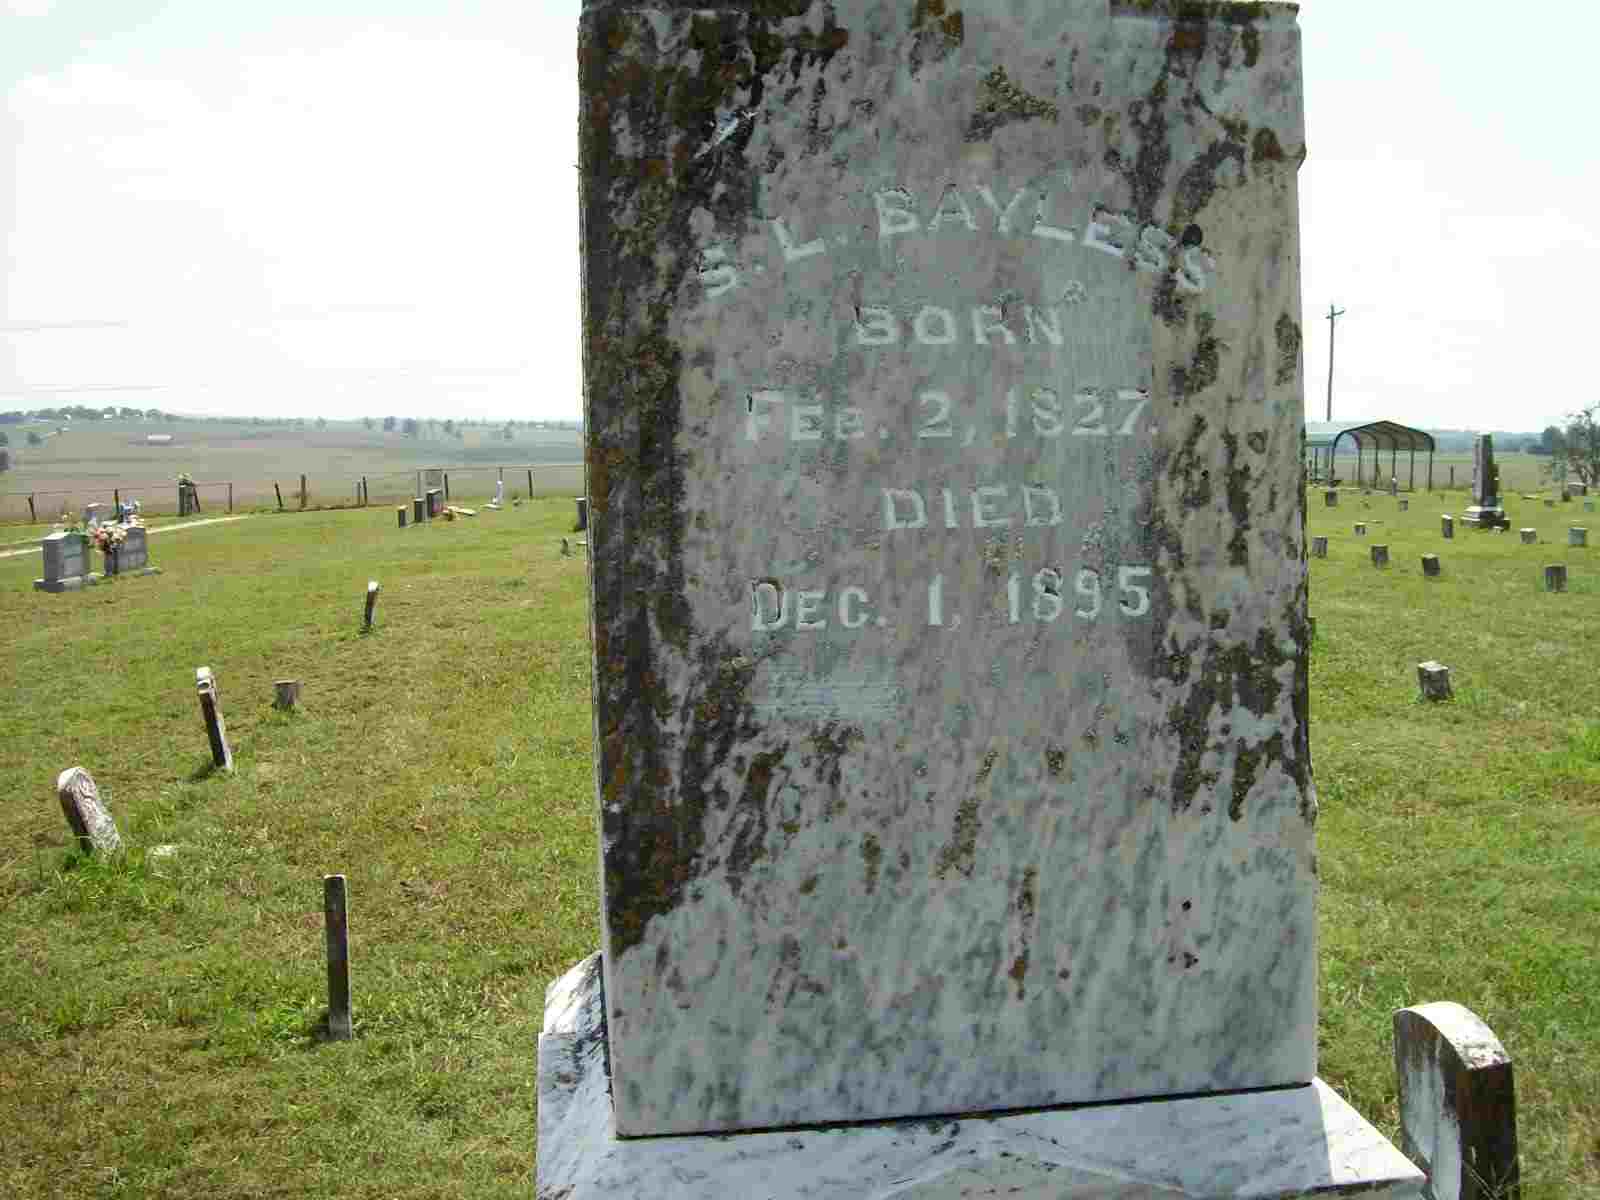 S. L. BAYLESS
BORN
FEB. 2, 1827.
DIED
DEC. 1, 1895